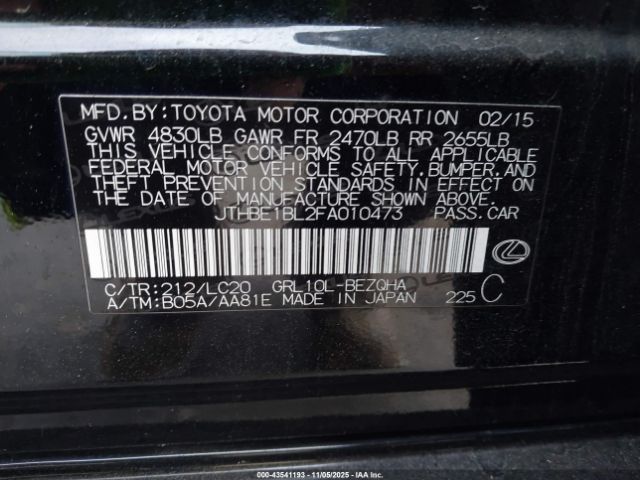 MFD.BY:TOYOTA MOTOR CORPORATION 02/15
GVWR 4830LB GAWR FR 2470LB RR 2655LB
THIS VEHICLE CONFORMS TO ALL APPLICABLE
FEDERAL MOTOR VEHICLE SAFETY,BUMPER,AND
THEFT PREVENTION STANDARDS IN EFFECT ON
THE DATE OF MANUFACTURE SHOWN ABOVE.
JTHBE1BL2FA010473 PASS.CAR
C/TR:212/LC20 GRL10L-BEZQHA
A/TM:B05A/AA81E MADE IN JAPAN 225 C
© 000-43541193 - 11/05/2025 - IAAI.COM